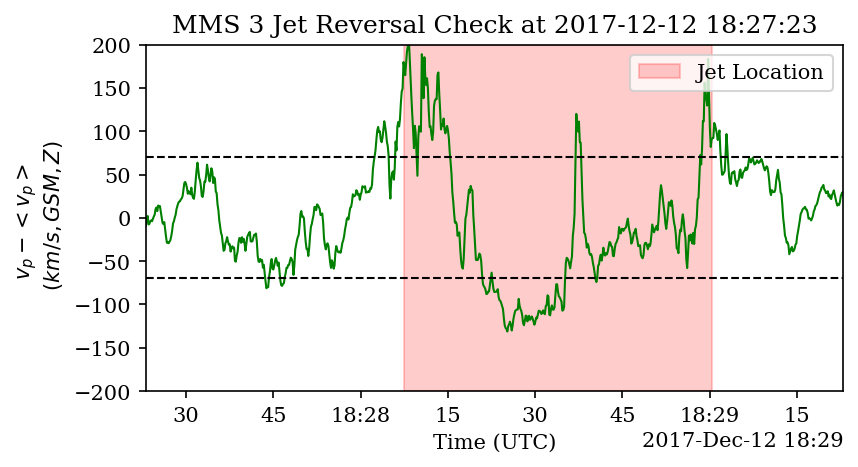 MMS 3 Jet Reversal Check at 2017-12-12 18:27:23
200
150
100
50
0
−50
−100
−150
−200
v_p − < v_p >
(km/s, GSM, Z)
Jet Location
30 45 18:28 15 30 45 18:29 15
Time (UTC)
2017-Dec-12 18:29